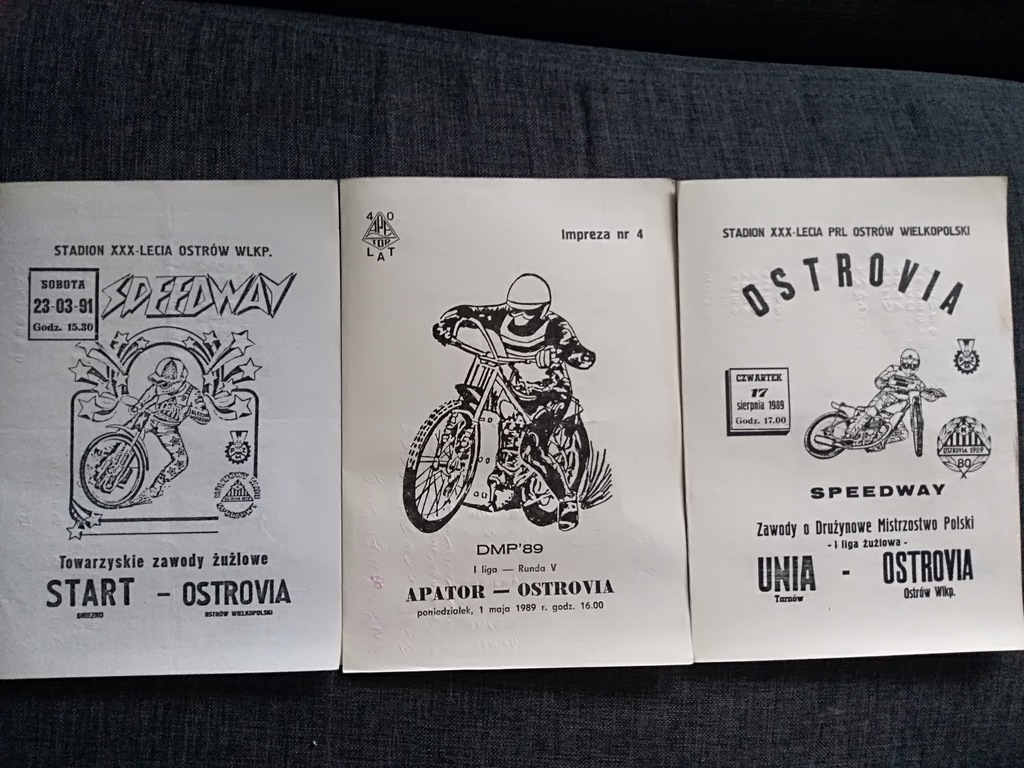 STADION XXX-LECIA OSTRÓW WLKP.
SOBOTA
23-03-91
Godz. 15.30
SPEEDWAY
Towarzyskie zawody żużlowe
START - OSTROVIA
GNIEZNO OSTRÓW WIELKOPOLSKI
40
APA
TOR
LAT
Impreza nr 4
DMP'89
I liga — Runda V
APATOR — OSTROVIA
poniedziałek, 1 maja 1989 r. godz. 16.00
STADION XXX-LECIA PRL OSTRÓW WIELKOPOLSKI
OSTROVIA
CZWARTEK
17
sierpnia 1989
Godz. 17.00
OSTROVIA 1909
80
SPEEDWAY
Zawody o Drużynowe Mistrzostwo Polski
- I liga żużlowa -
UNIA - OSTROVIA
Tarnów Ostrów Wlkp.